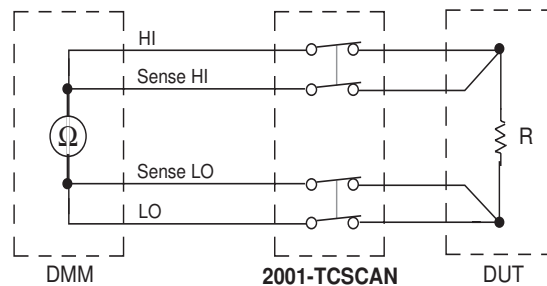 HI
Sense HI
Ω
R
Sense LO
LO
DMM
2001-TCSCAN
DUT